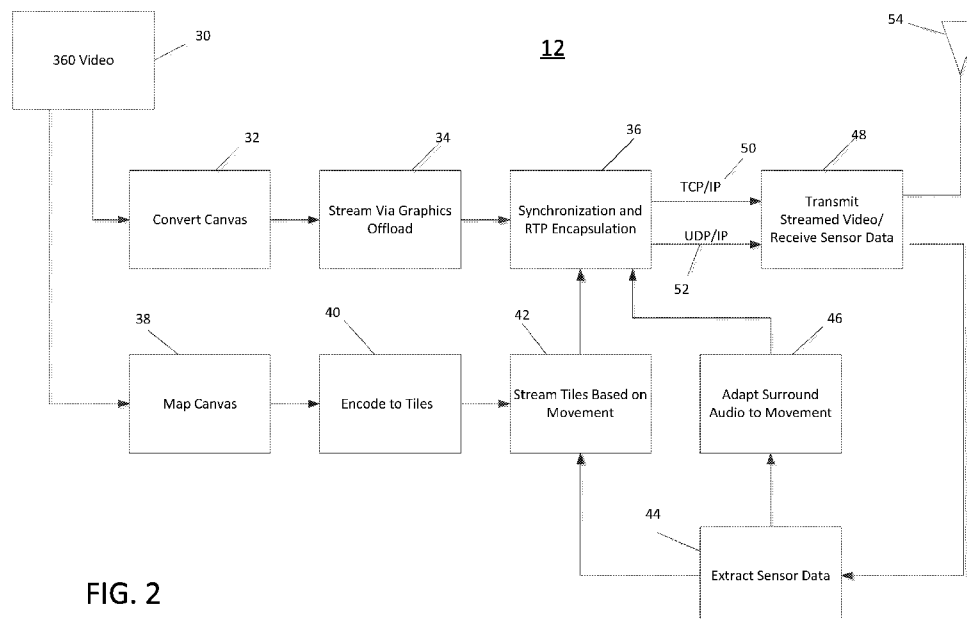 54
360 Video
30
12
32
34
36
50
48
TCP/IP
Convert Canvas
Stream Via Graphics
Offload
Synchronization and
RTP Encapsulation
Transmit
Streamed Video/
Receive Sensor Data
UDP/IP
52
38
40
42
46
Map Canvas
Encode to Tiles
Stream Tiles Based on
Movement
Adapt Surround
Audio to Movement
44
Extract Sensor Data
FIG. 2